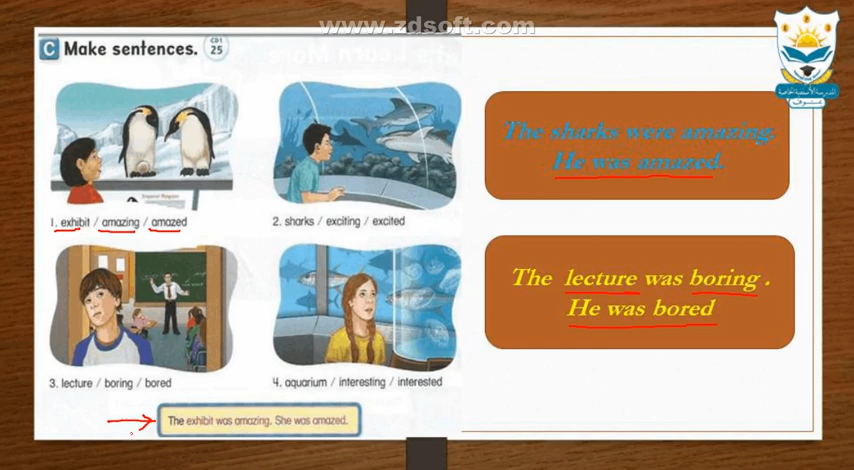 www.zdsoft.com
C Make sentences. CD1 25
1. exhibit / amazing / amazed
2. sharks / exciting / excited
3. lecture / boring / bored
4. aquarium / interesting / interested
The exhibit was amazing. She was amazed.
The sharks were amazing.
He was amazed.
The lecture was boring .
He was bored